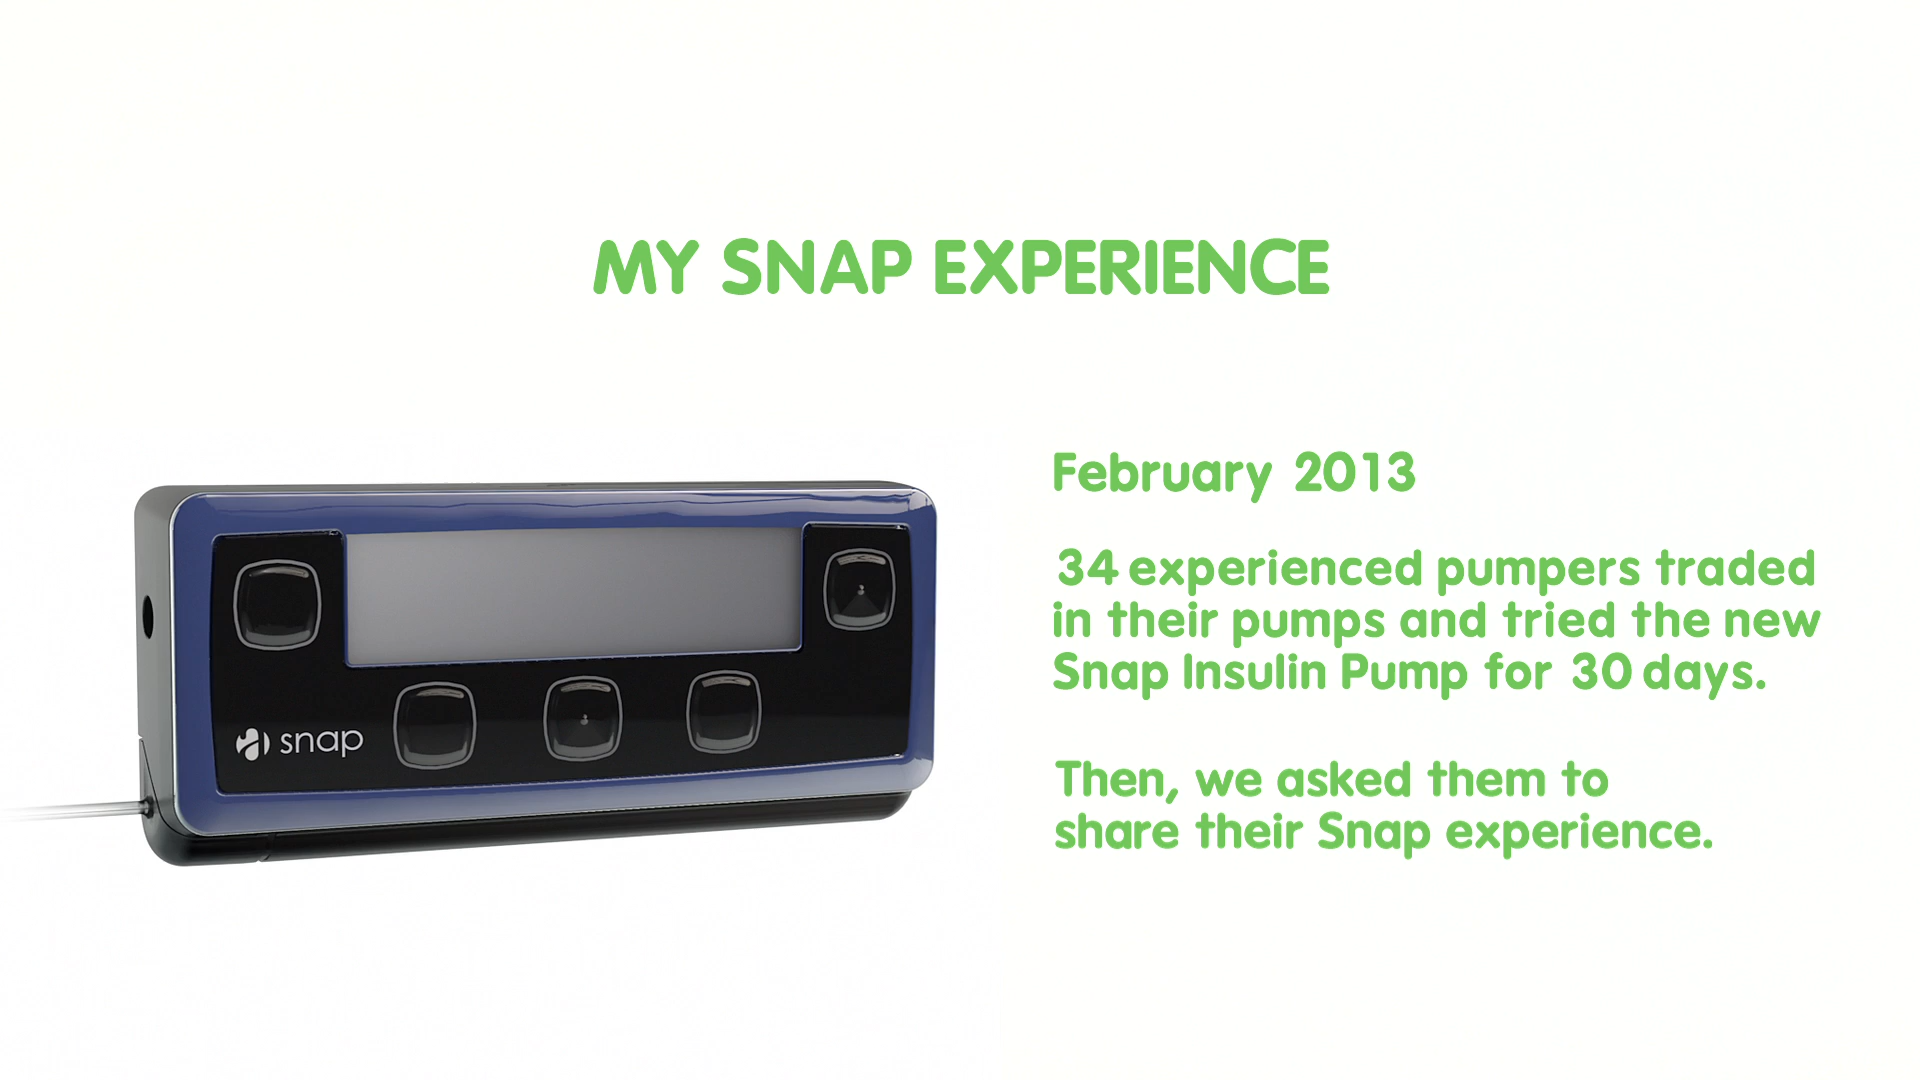 MY SNAP EXPERIENCE
February 2013
34 experienced pumpers traded
in their pumps and tried the new
Snap Insulin Pump for 30 days.
Then, we asked them to
share their Snap experience.
snap